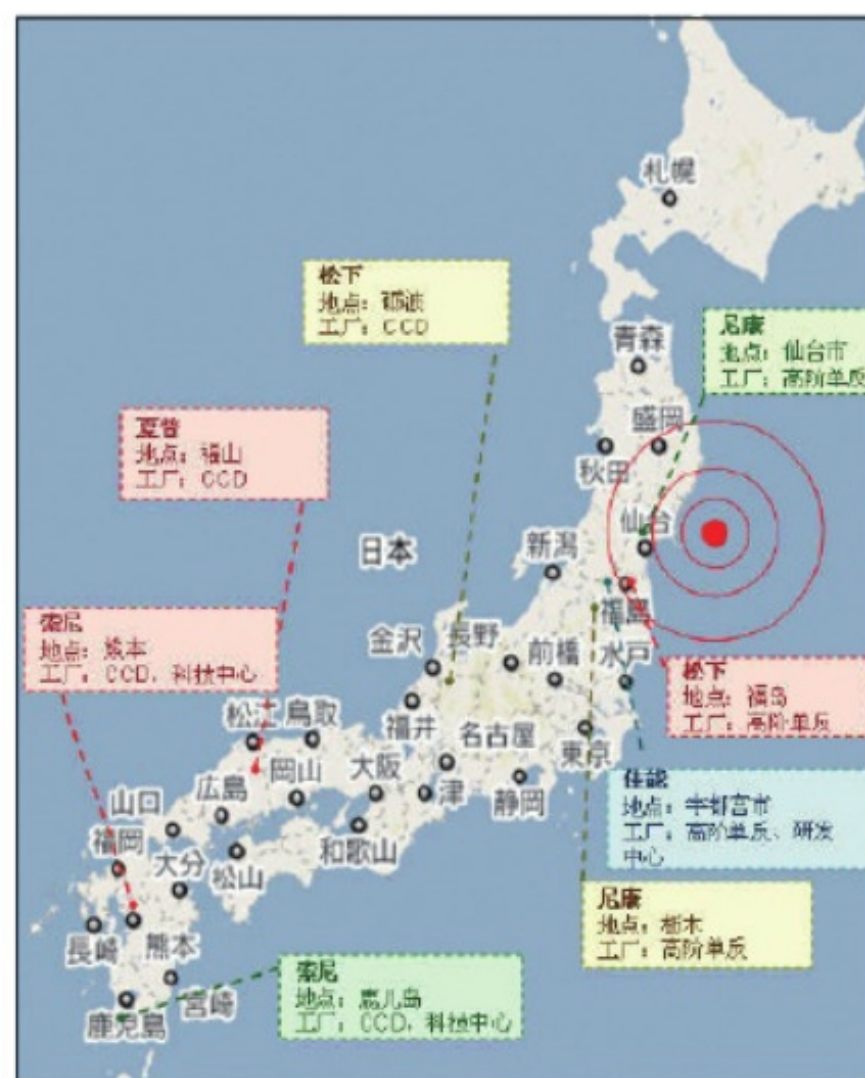 札幌
松下
地点：砺波
工厂：CCD
尼康
地点：仙台市
工厂：高阶单反
青森
夏普
地点：福山
工厂：CCD
盛岡
秋田
仙台
日本
新潟
索尼
地点：熊本
工厂：CCD，科技中心
福島
金沢
長野
前橋
水戸
松下
地点：福岛
工厂：高阶单反
松江
鳥取
福井
名古屋
東京
岡山
大阪
津
静岡
佳能
地点：宇都宫市
工厂：高阶单反、研发
中心
山口
広島
福岡
大分
松山
和歌山
尼康
地点：栃木
工厂：高阶单反
長崎
熊本
宮崎
索尼
地点：鹿儿岛
工厂：CCD，科技中心
鹿児島